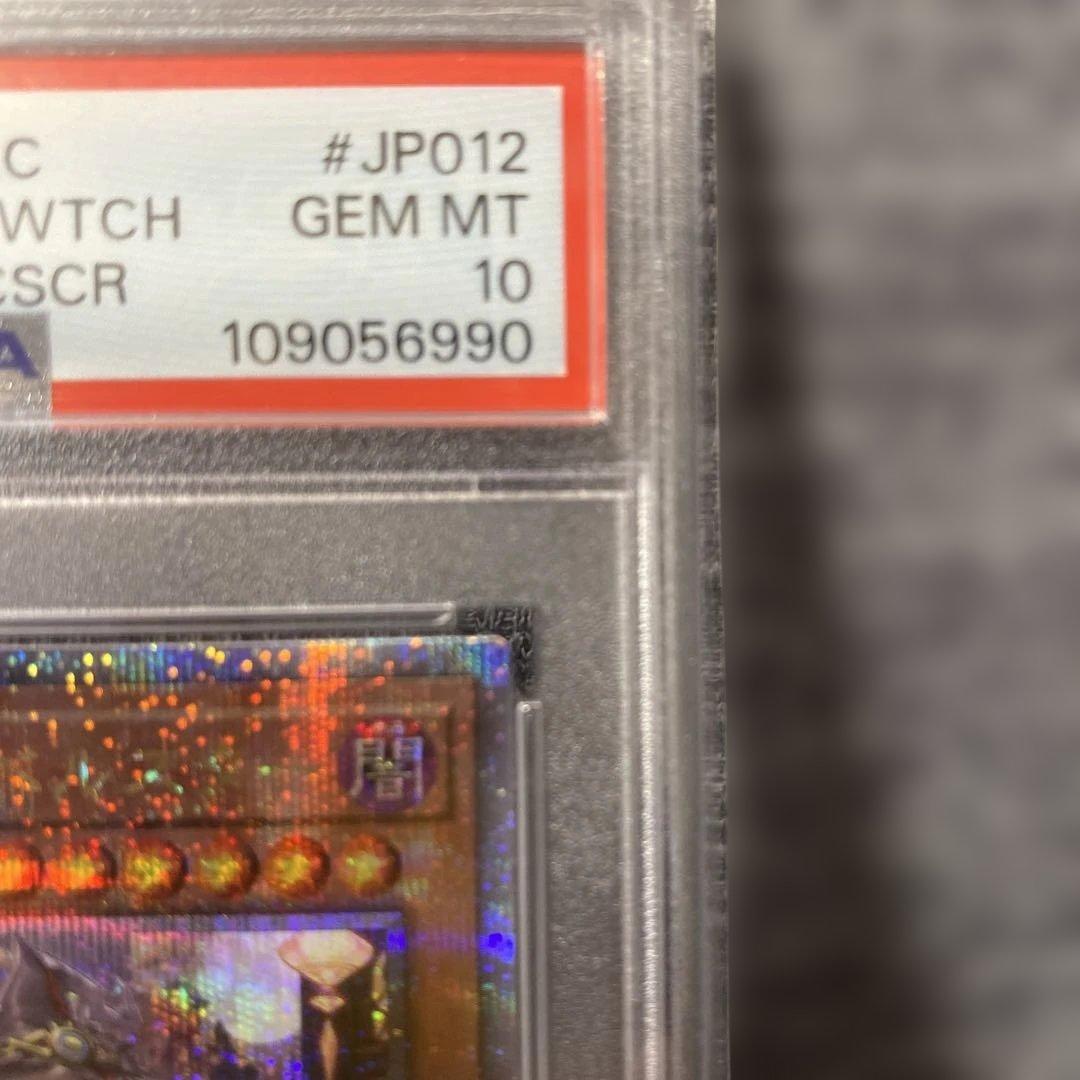 C #JP012
WTCH GEM MT
CSCR 10
A 109056990
闇